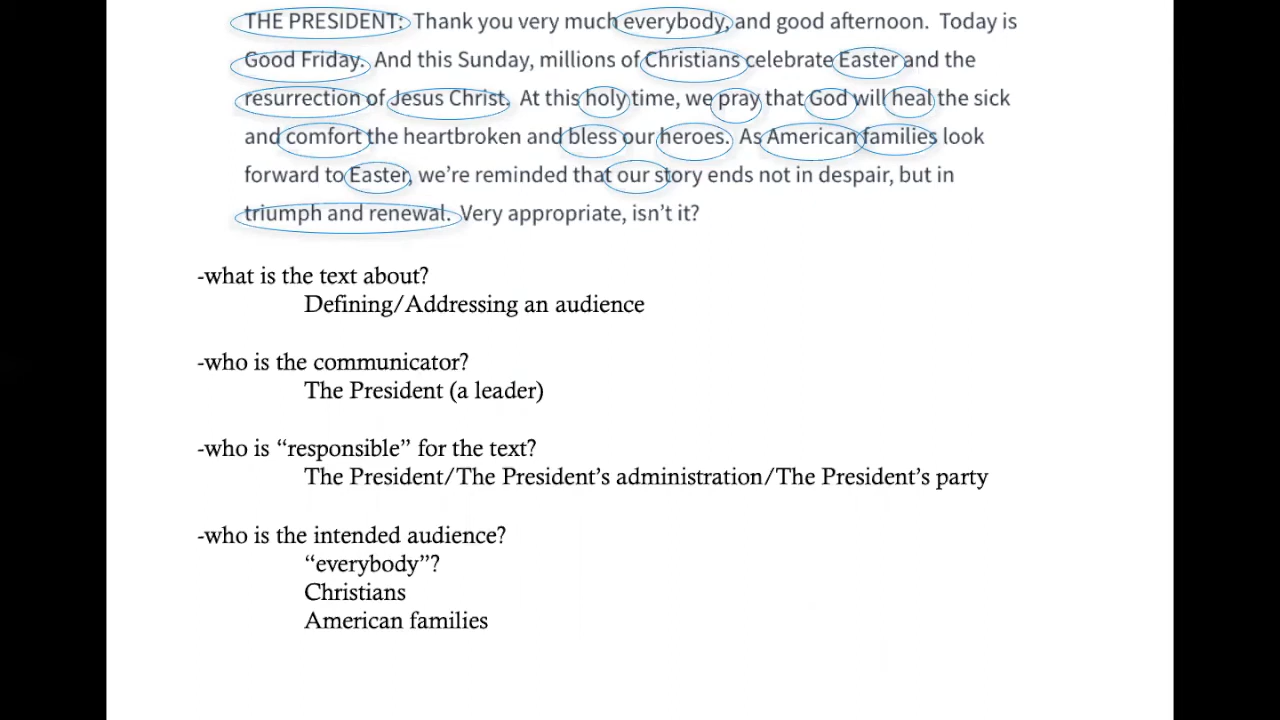 THE PRESIDENT: Thank you very much everybody, and good afternoon. Today is
Good Friday. And this Sunday, millions of Christians celebrate Easter and the
resurrection of Jesus Christ. At this holy time, we pray that God will heal the sick
and comfort the heartbroken and bless our heroes. As American families look
forward to Easter, we’re reminded that our story ends not in despair, but in
triumph and renewal. Very appropriate, isn’t it?
-what is the text about?
Defining/Addressing an audience
-who is the communicator?
The President (a leader)
-who is “responsible” for the text?
The President/The President’s administration/The President’s party
-who is the intended audience?
“everybody”?
Christians
American families